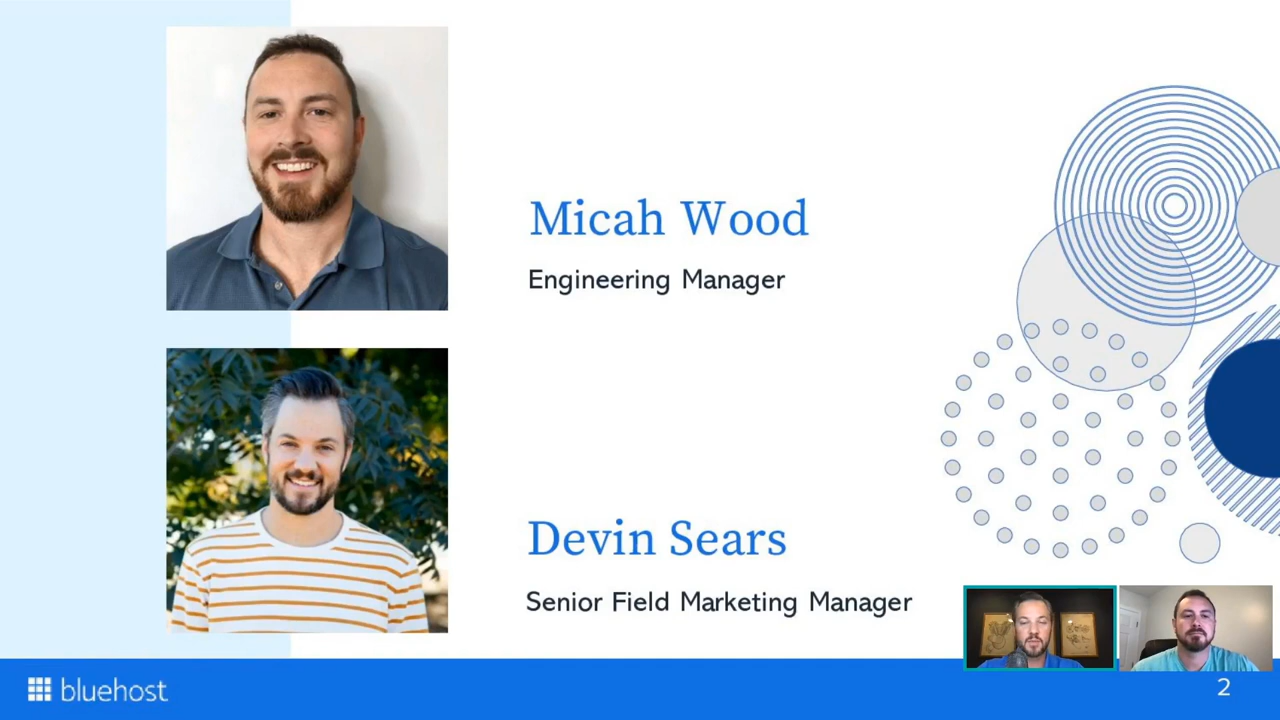 Micah Wood
Engineering Manager
Devin Sears
Senior Field Marketing Manager
bluehost
2